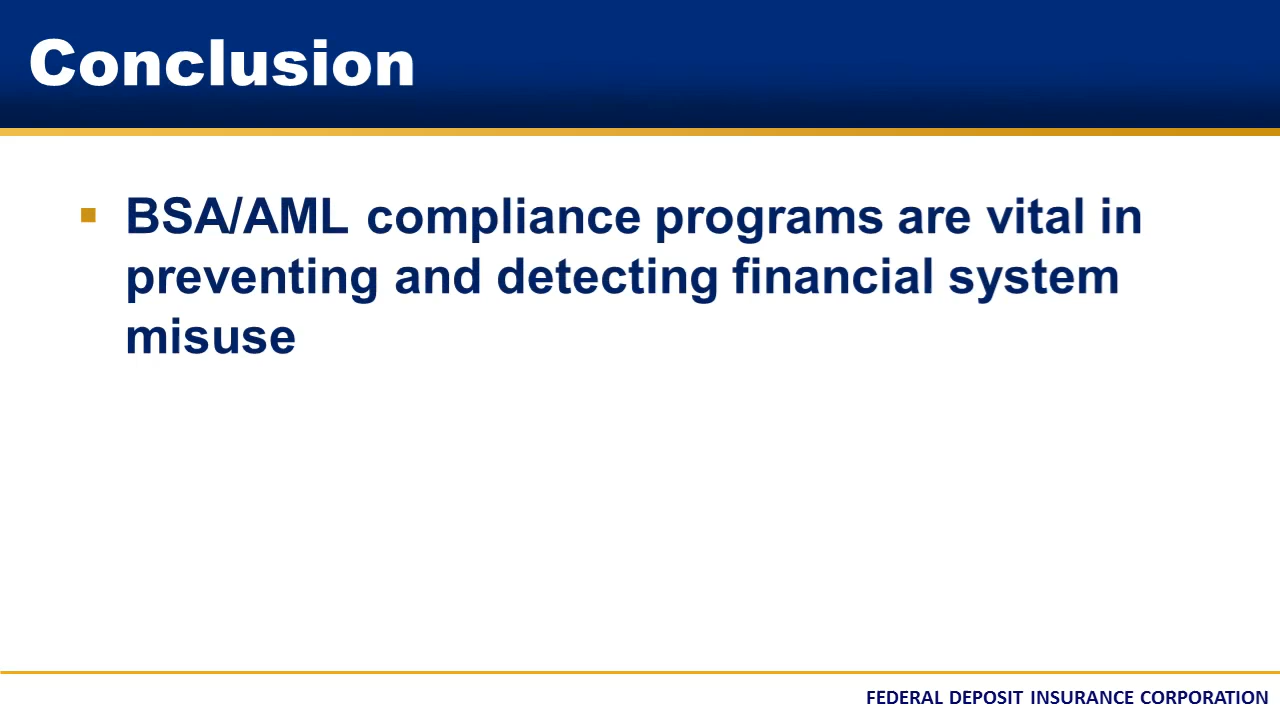 Conclusion
BSA/AML compliance programs are vital in
preventing and detecting financial system
misuse
FEDERAL DEPOSIT INSURANCE CORPORATION